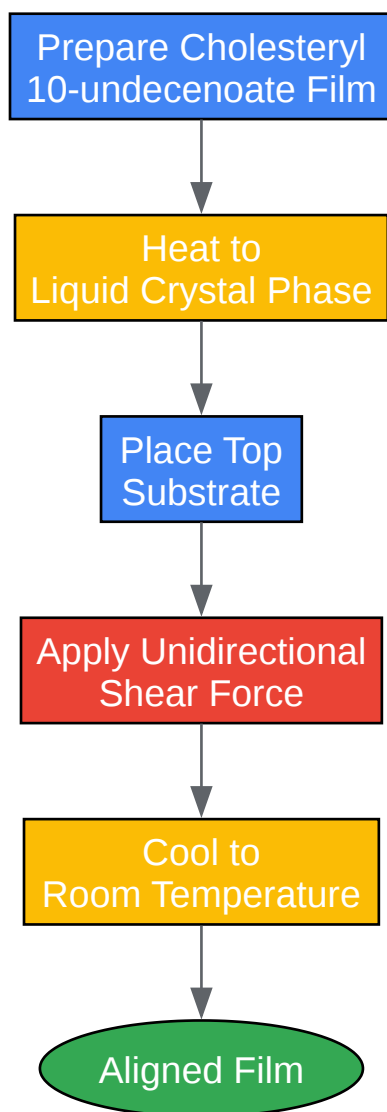 Prepare Cholesteryl
10-undecenoate Film
Heat to
Liquid Crystal Phase
Place Top
Substrate
Apply Unidirectional
Shear Force
Cool to
Room Temperature
Aligned Film